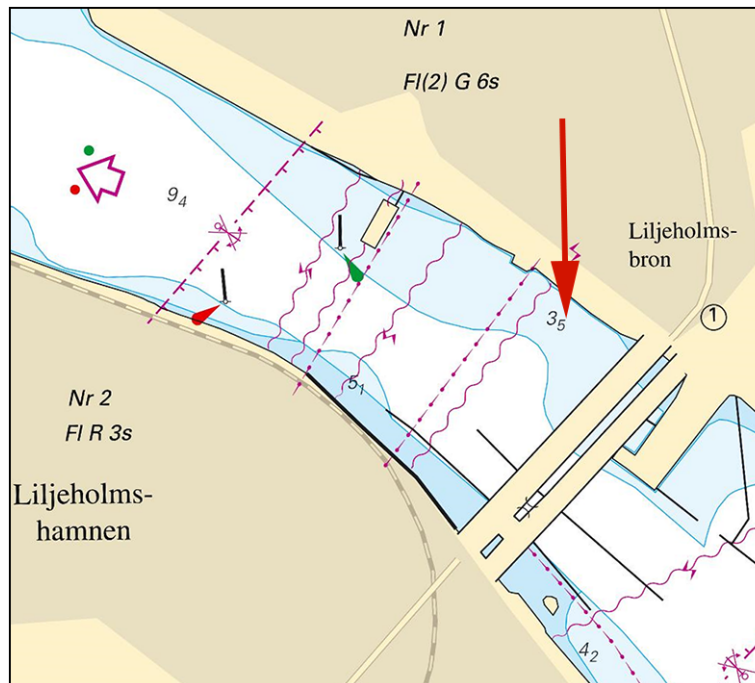 Nr 1
Fl(2) G 6s
9₄
Liljeholms-
bron
3₅
1
5₁
Nr 2
Fl R 3s
Liljeholms-
hamnen
4₂